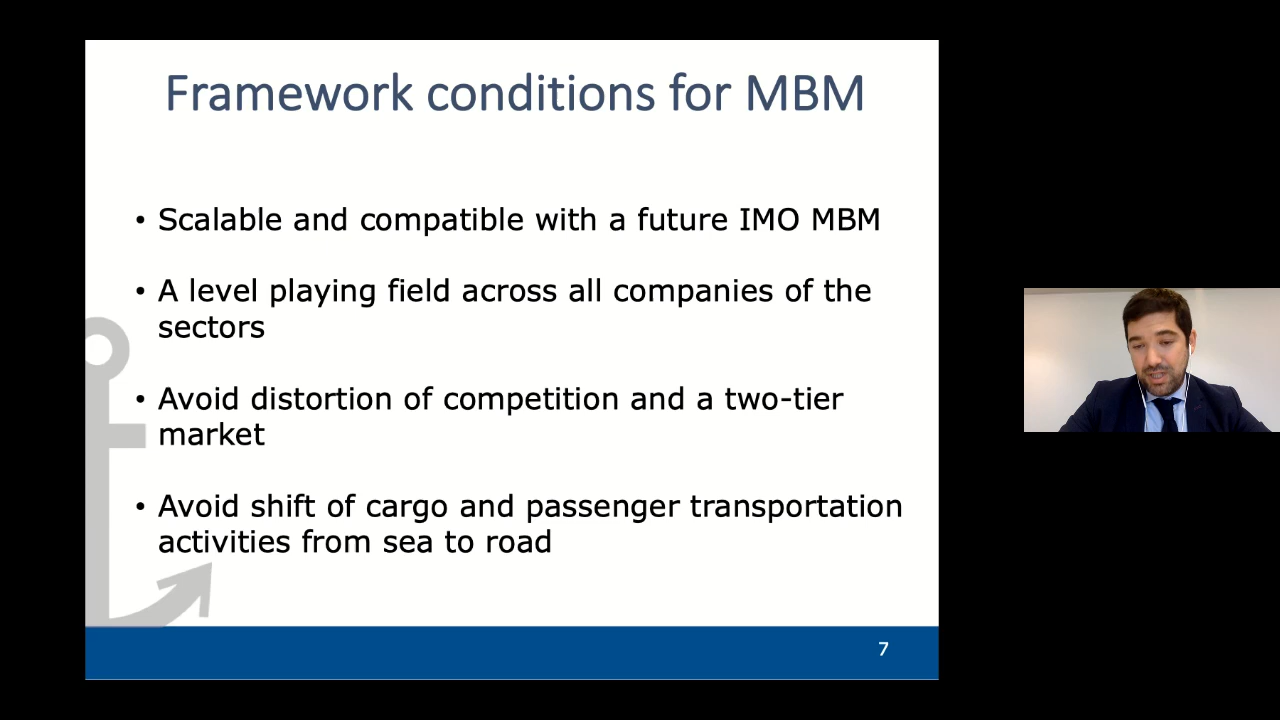 Framework conditions for MBM
• Scalable and compatible with a future IMO MBM
• A level playing field across all companies of the
sectors
• Avoid distortion of competition and a two-tier
market
• Avoid shift of cargo and passenger transportation
activities from sea to road
7